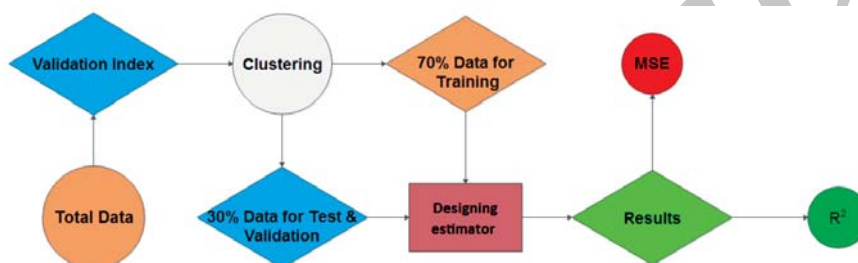 Validation Index
Clustering
70% Data for
Training
MSE
Total Data
30% Data for Test &
Validation
Designing
estimator
Results
R²